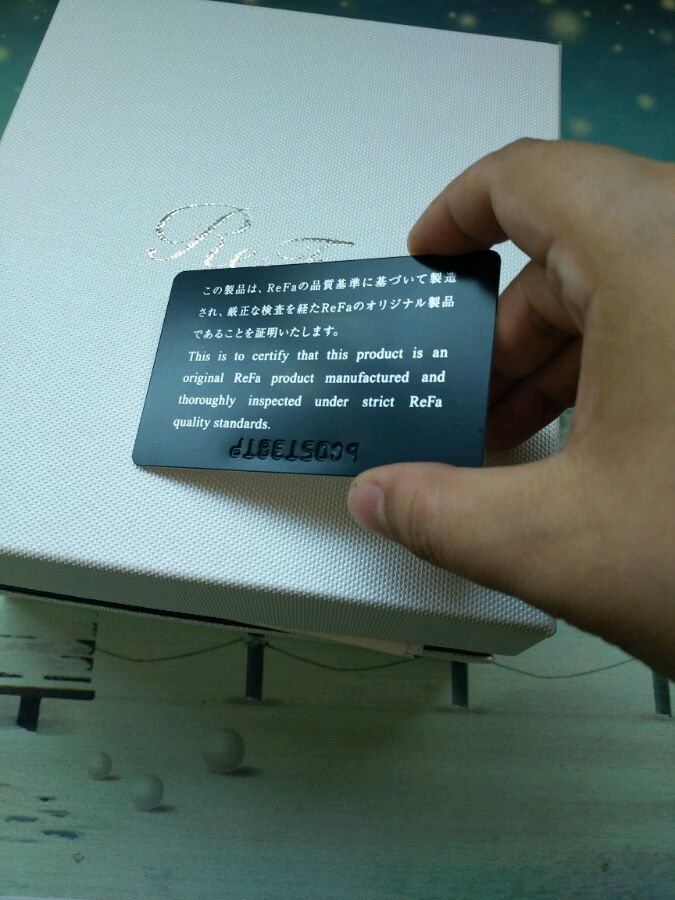 ReFa
この製品は、ReFaの品質基準に基づいて製造
され、厳正な検査を経たReFaのオリジナル製品
であることを証明いたします。
This is to certify that this product is an
original ReFa product manufactured and
thoroughly inspected under strict ReFa
quality standards.